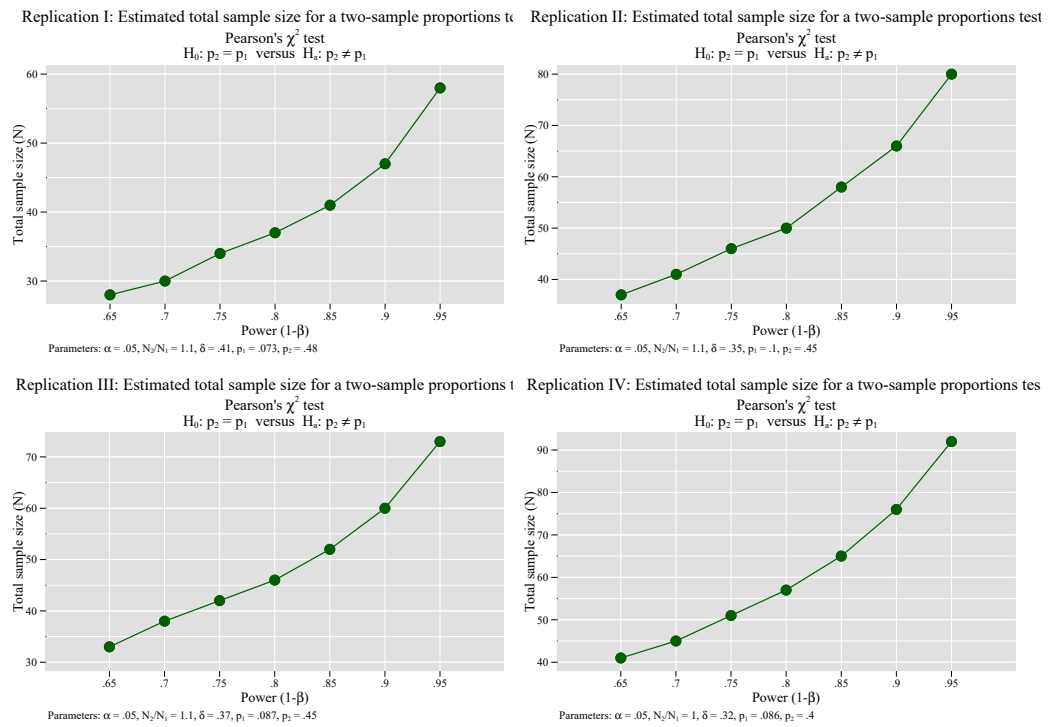 Replication I: Estimated total sample size for a two-sample proportions te
Pearson's χ² test
H₀: p₂ = p₁ versus Hₐ: p₂ ≠ p₁
Total sample size (N)
60
50
40
30
.65 .7 .75 .8 .85 .9 .95
Power (1-β)
Parameters: α = .05, N₂/N₁ = 1.1, δ = .41, p₁ = .073, p₂ = .48
Replication II: Estimated total sample size for a two-sample proportions test
Pearson's χ² test
H₀: p₂ = p₁ versus Hₐ: p₂ ≠ p₁
Total sample size (N)
80
70
60
50
40
.65 .7 .75 .8 .85 .9 .95
Power (1-β)
Parameters: α = .05, N₂/N₁ = 1.1, δ = .35, p₁ = .1, p₂ = .45
Replication III: Estimated total sample size for a two-sample proportions t
Pearson's χ² test
H₀: p₂ = p₁ versus Hₐ: p₂ ≠ p₁
Total sample size (N)
70
60
50
40
30
.65 .7 .75 .8 .85 .9 .95
Power (1-β)
Parameters: α = .05, N₂/N₁ = 1.1, δ = .37, p₁ = .087, p₂ = .45
Replication IV: Estimated total sample size for a two-sample proportions tes
Pearson's χ² test
H₀: p₂ = p₁ versus Hₐ: p₂ ≠ p₁
Total sample size (N)
90
80
70
60
50
40
.65 .7 .75 .8 .85 .9 .95
Power (1-β)
Parameters: α = .05, N₂/N₁ = 1, δ = .32, p₁ = .086, p₂ = .4